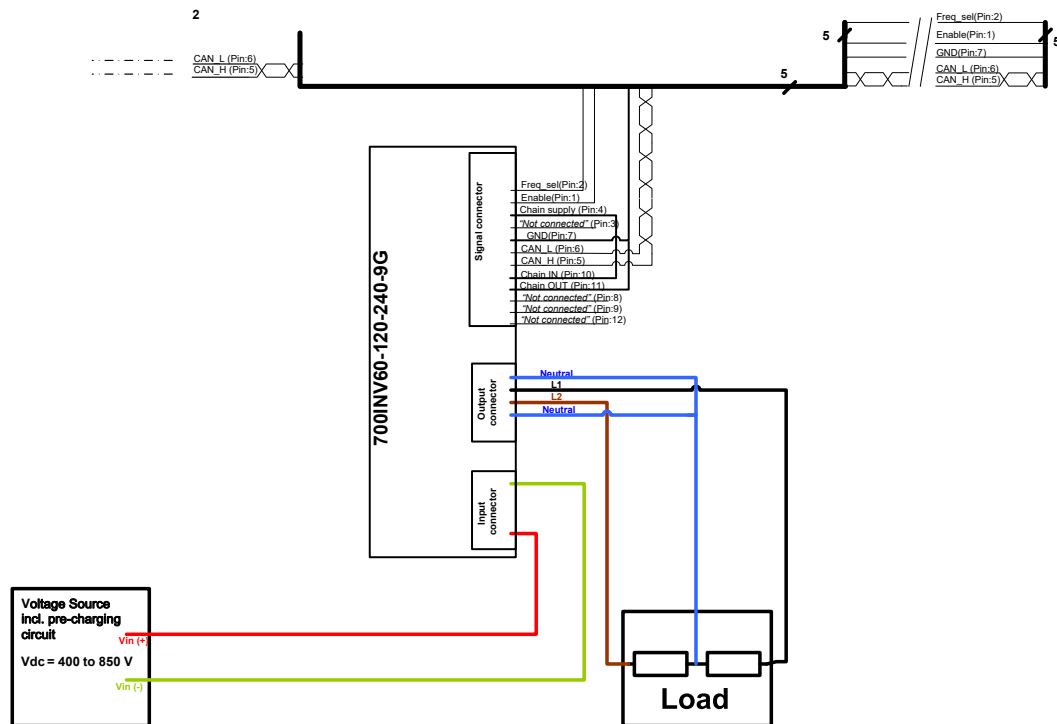 2
CAN_L (Pin:6)
CAN_H (Pin:5)
5
5
Freq_sel(Pin:2)
Enable(Pin:1)
5
GND(Pin:7)
CAN_L (Pin:6)
CAN_H (Pin:5)
700INV60-120-240-9G
Signal connector
Freq_sel(Pin:2)
Enable(Pin:1)
Chain supply (Pin:4)
"Not connected" (Pin:3)
GND(Pin:7)
CAN_L (Pin:6)
CAN_H (Pin:5)
Chain IN (Pin:10)
Chain OUT (Pin:11)
"Not connected" (Pin:8)
"Not connected" (Pin:9)
"Not connected" (Pin:12)
Output
connector
Neutral
L1
L2
Neutral
Input
connector
Voltage Source
incl. pre-charging
circuit
Vin (+)
Vdc = 400 to 850 V
Vin (-)
Load